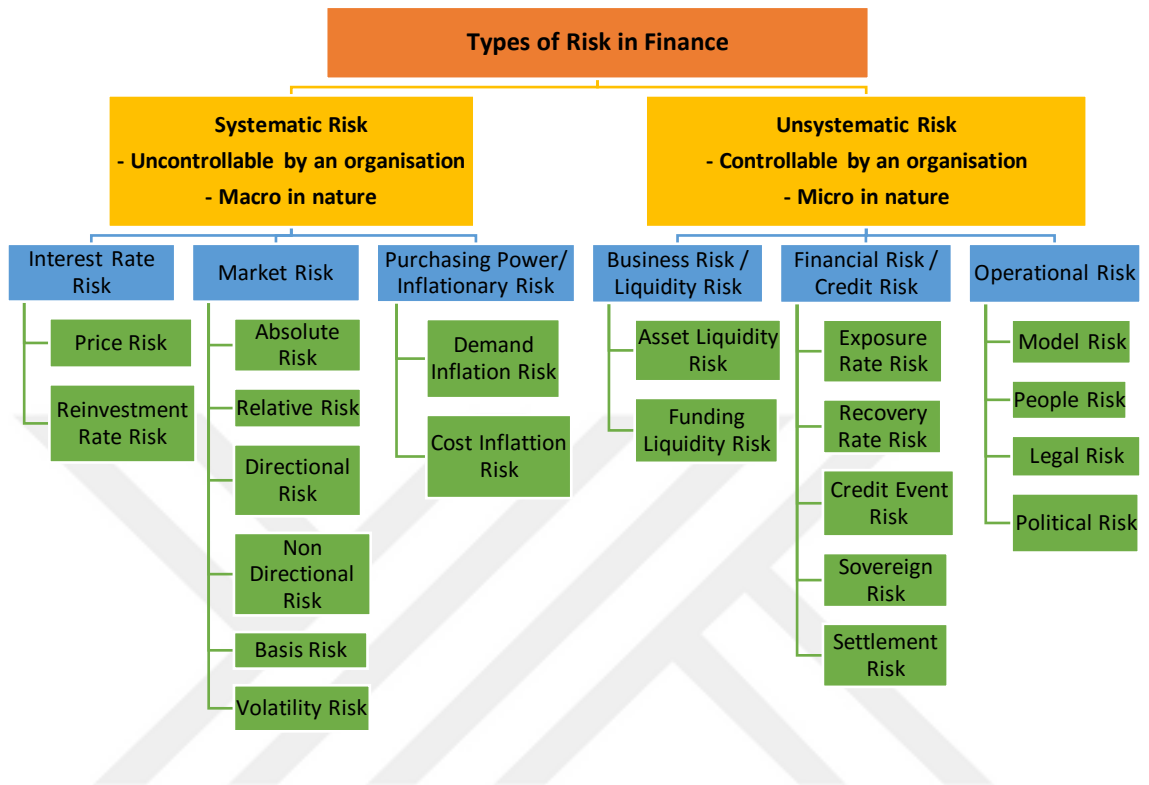 Types of Risk in Finance
Systematic Risk
- Uncontrollable by an organisation
- Macro in nature
Unsystematic Risk
- Controllable by an organisation
- Micro in nature
Interest Rate
Risk
Market Risk
Purchasing Power/
Inflationary Risk
Business Risk /
Liquidity Risk
Financial Risk /
Credit Risk
Operational Risk
Price Risk
Reinvestment
Rate Risk
Absolute
Risk
Relative Risk
Directional
Risk
Non
Directional
Risk
Basis Risk
Volatility Risk
Demand
Inflation Risk
Cost Inflattion
Risk
Asset Liquidity
Risk
Funding
Liquidity Risk
Exposure
Rate Risk
Recovery
Rate Risk
Credit Event
Risk
Sovereign
Risk
Settlement
Risk
Model Risk
People Risk
Legal Risk
Political Risk